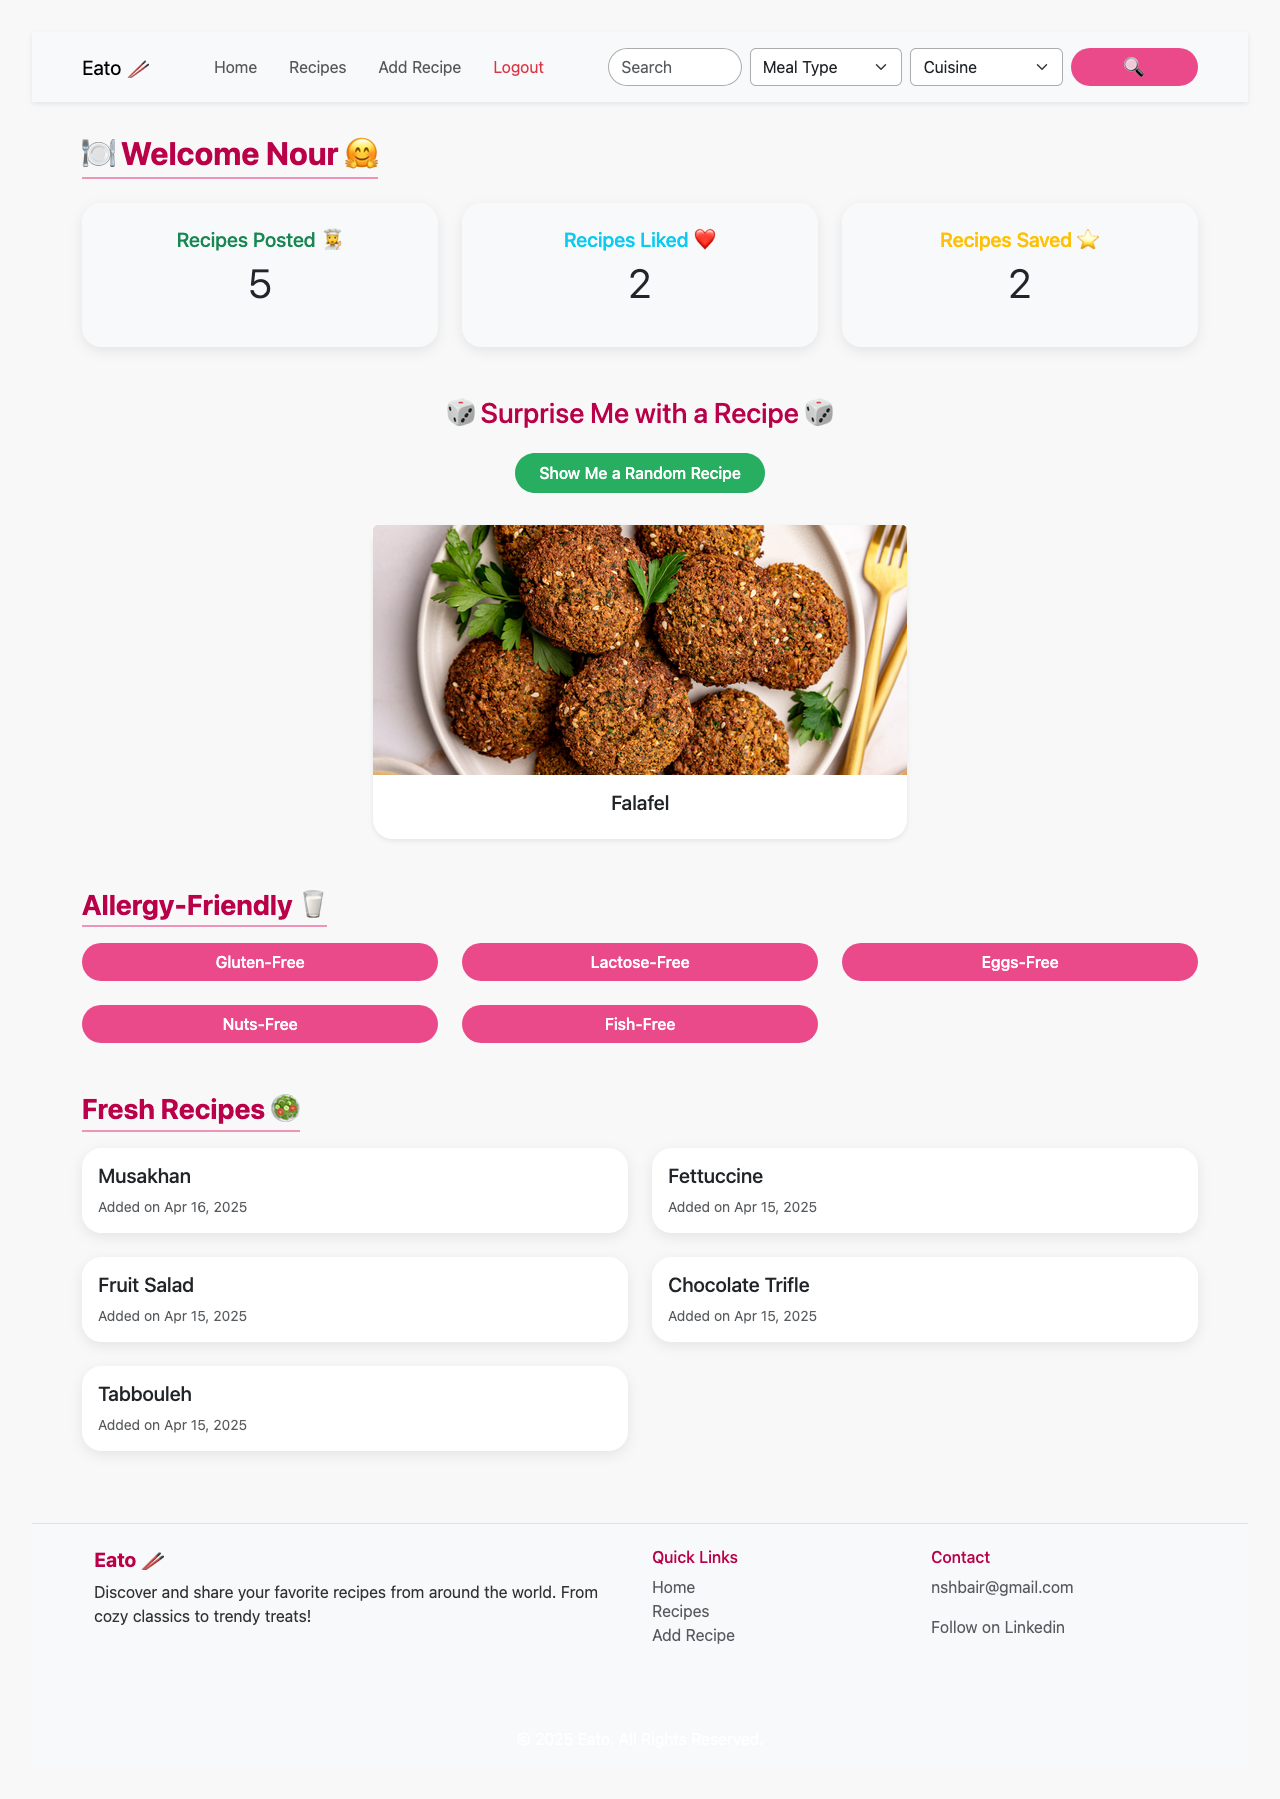 Eato 🥢
Home
Recipes
Add Recipe
Logout
Search
Meal Type
Cuisine
🔍
🍽️ Welcome Nour 🤗
Recipes Posted 🧑‍🍳
5
Recipes Liked ❤️
2
Recipes Saved ⭐
2
🎲 Surprise Me with a Recipe 🎲
Show Me a Random Recipe
Falafel
Allergy-Friendly 🥛
Gluten-Free
Lactose-Free
Eggs-Free
Nuts-Free
Fish-Free
Fresh Recipes 🥗
Musakhan
Added on Apr 16, 2025
Fettuccine
Added on Apr 15, 2025
Fruit Salad
Added on Apr 15, 2025
Chocolate Trifle
Added on Apr 15, 2025
Tabbouleh
Added on Apr 15, 2025
Eato 🥢
Discover and share your favorite recipes from around the world. From
cozy classics to trendy treats!
Quick Links
Home
Recipes
Add Recipe
Contact
nshbair@gmail.com
Follow on Linkedin
© 2025 Eato. All Rights Reserved.